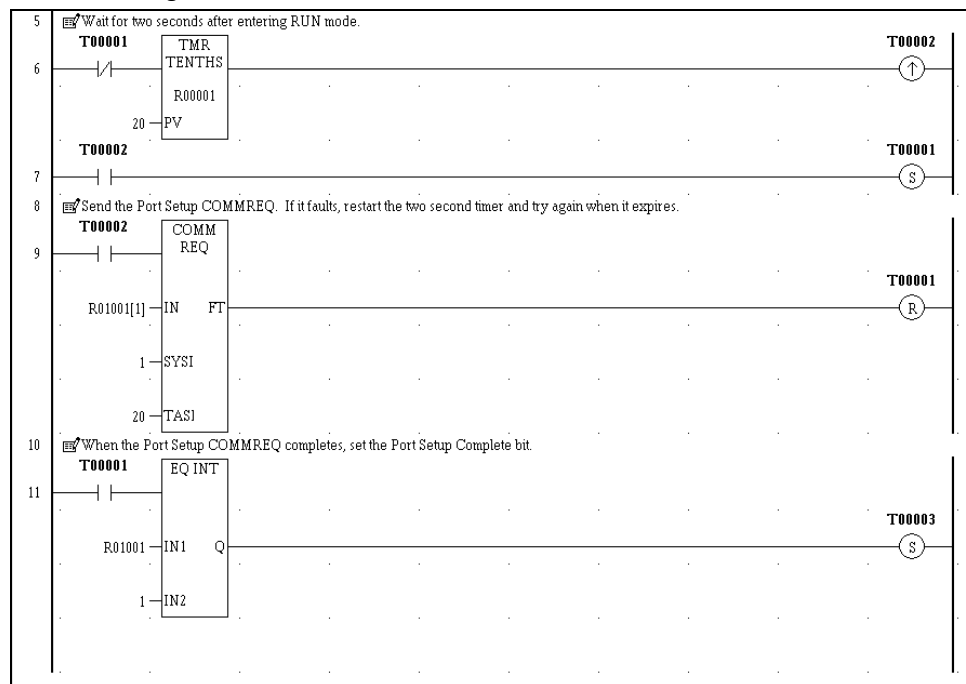 5 Wait for two seconds after entering RUN mode.
T00001 TMR T00002
6 TENTHS
R00001
20 PV
T00002 T00001
7 S
8 Send the Port Setup COMMREQ. If it faults, restart the two second timer and try again when it expires.
T00002 COMM
9 REQ
T00001
R01001[1] IN FT R
1 SYSI
20 TASI
10 When the Port Setup COMMREQ completes, set the Port Setup Complete bit.
T00001 EQ INT
11
T00003
R01001 IN1 Q S
1 IN2